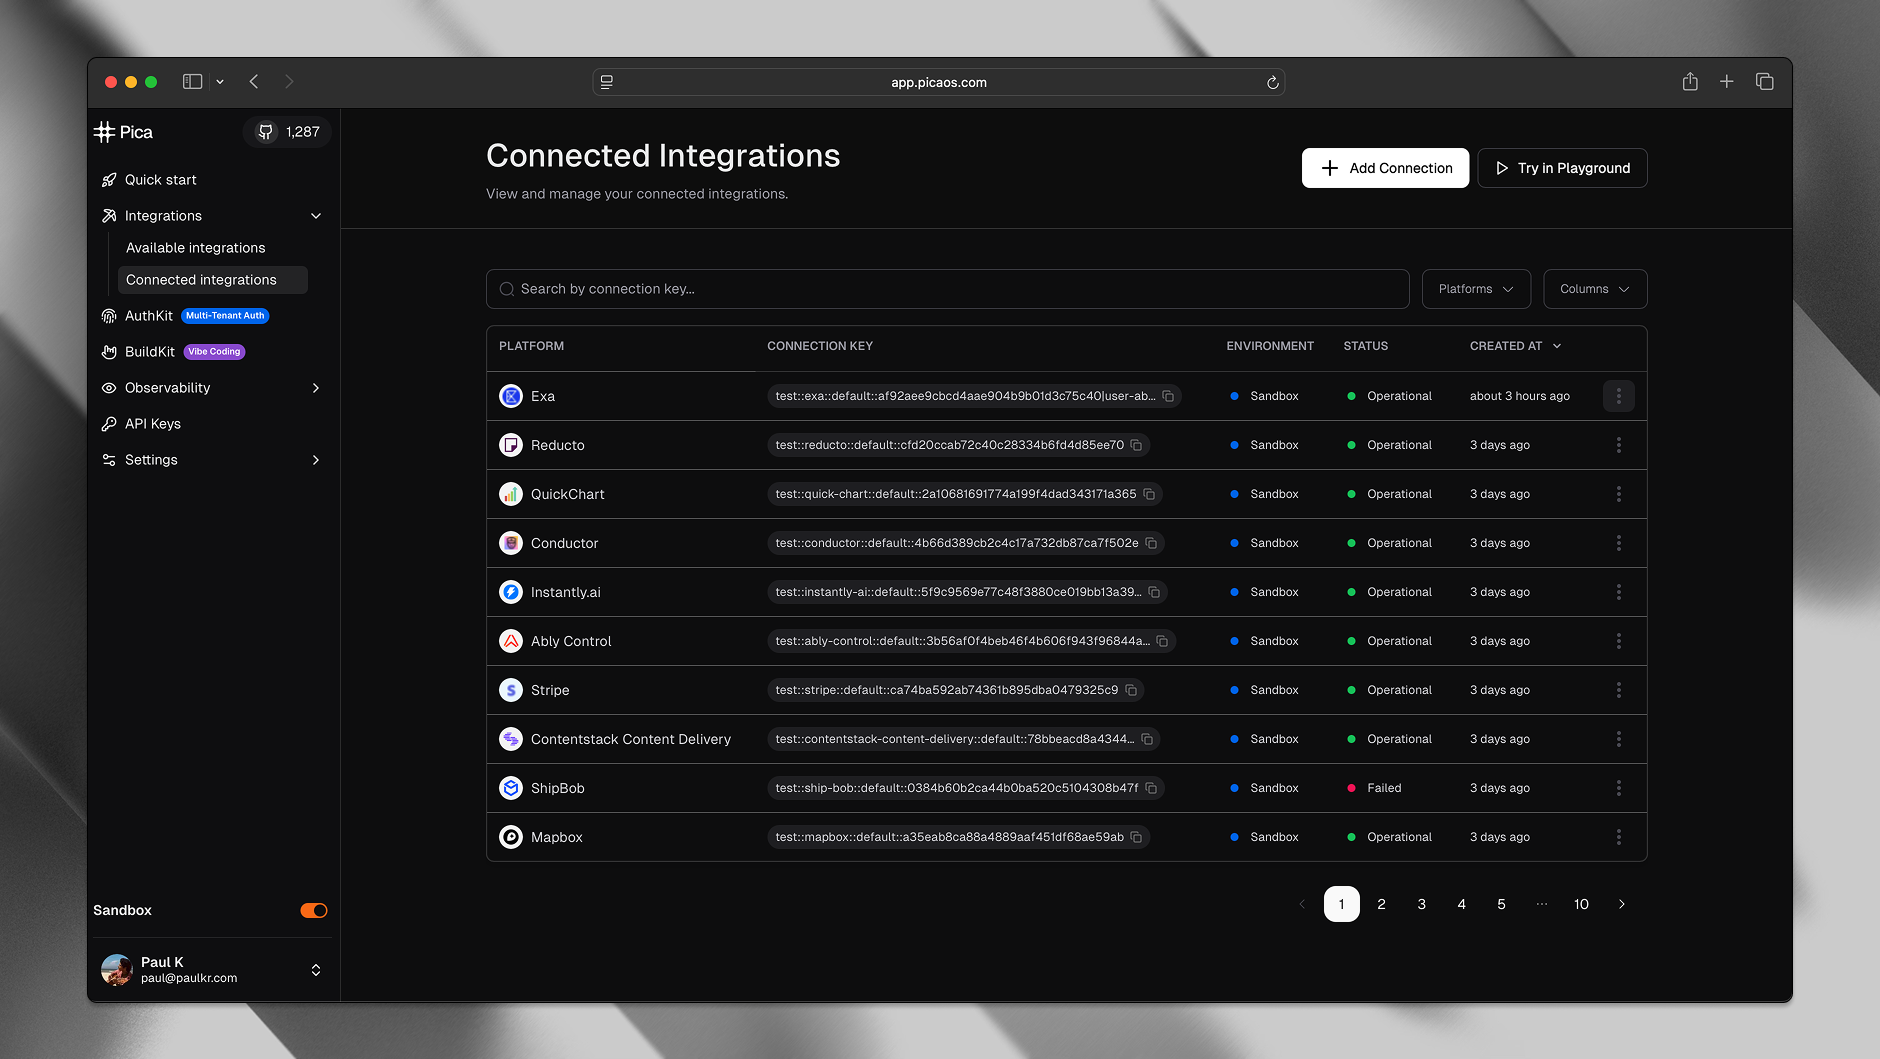 app.picaos.com
Pica
1,287
Quick start
Integrations
Available integrations
Connected integrations
AuthKit Multi-Tenant Auth
BuildKit Vibe Coding
Observability
API Keys
Settings
Sandbox
Paul K
paul@paulkr.com
Connected Integrations
View and manage your connected integrations.
Add Connection
Try in Playground
Search by connection key...
Platforms
Columns
PLATFORM CONNECTION KEY ENVIRONMENT STATUS CREATED AT
Exa test::exa::default::af92aee9cbcd4aae904b9b01d3c75c40|user-ab... Sandbox Operational about 3 hours ago
Reducto test::reducto::default::cfd20ccab72c40c28334b6fd4d85ee70 Sandbox Operational 3 days ago
QuickChart test::quick-chart::default::2a10681691774a199f4dad343171a365 Sandbox Operational 3 days ago
Conductor test::conductor::default::4b66d389cb2c4c17a732db87ca7f502e Sandbox Operational 3 days ago
Instantly.ai test::instantly-ai::default::5f9c9569e77c48f3880ce019bb13a39... Sandbox Operational 3 days ago
Ably Control test::ably-control::default::3b56af0f4beb46f4b606f943f96844a... Sandbox Operational 3 days ago
Stripe test::stripe::default::ca74ba592ab74361b895dba0479325c9 Sandbox Operational 3 days ago
Contentstack Content Delivery test::contentstack-content-delivery::default::78bbeacd8a4344... Sandbox Operational 3 days ago
ShipBob test::ship-bob::default::0384b60b2ca44b0ba520c5104308b47f Sandbox Failed 3 days ago
Mapbox test::mapbox::default::a35eab8ca88a4889aaf451df68ae59ab Sandbox Operational 3 days ago
1 2 3 4 5 ... 10